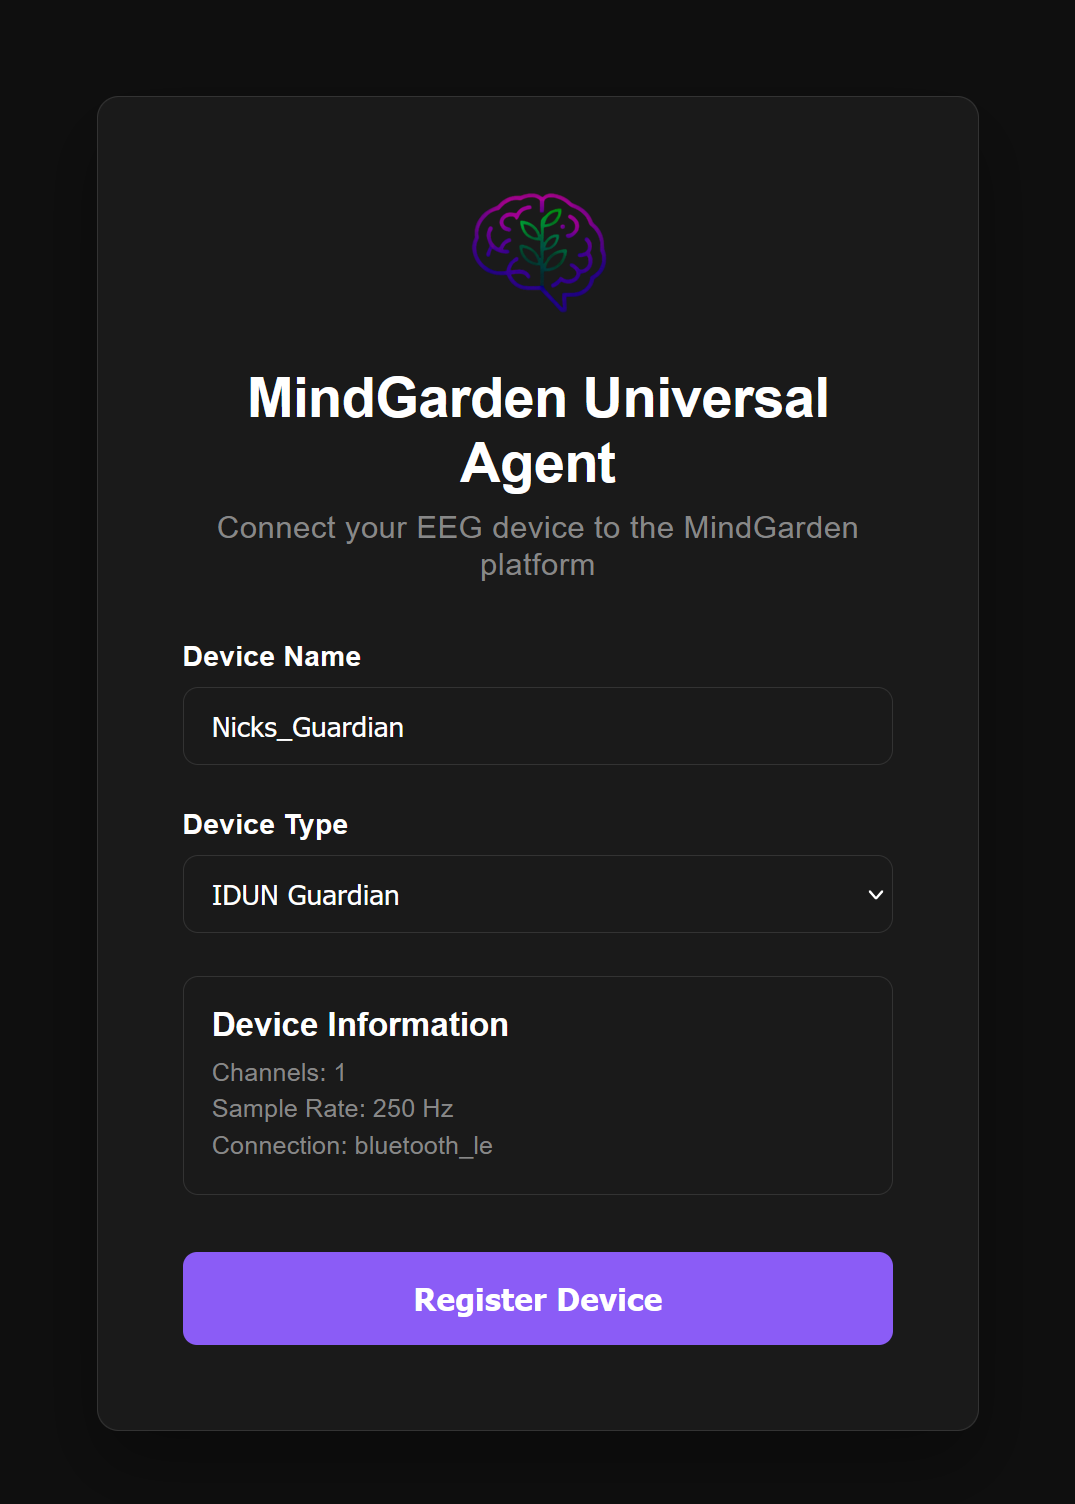 MindGarden Universal
Agent
Connect your EEG device to the MindGarden
platform
Device Name
Nicks_Guardian
Device Type
IDUN Guardian
Device Information
Channels: 1
Sample Rate: 250 Hz
Connection: bluetooth_le
Register Device